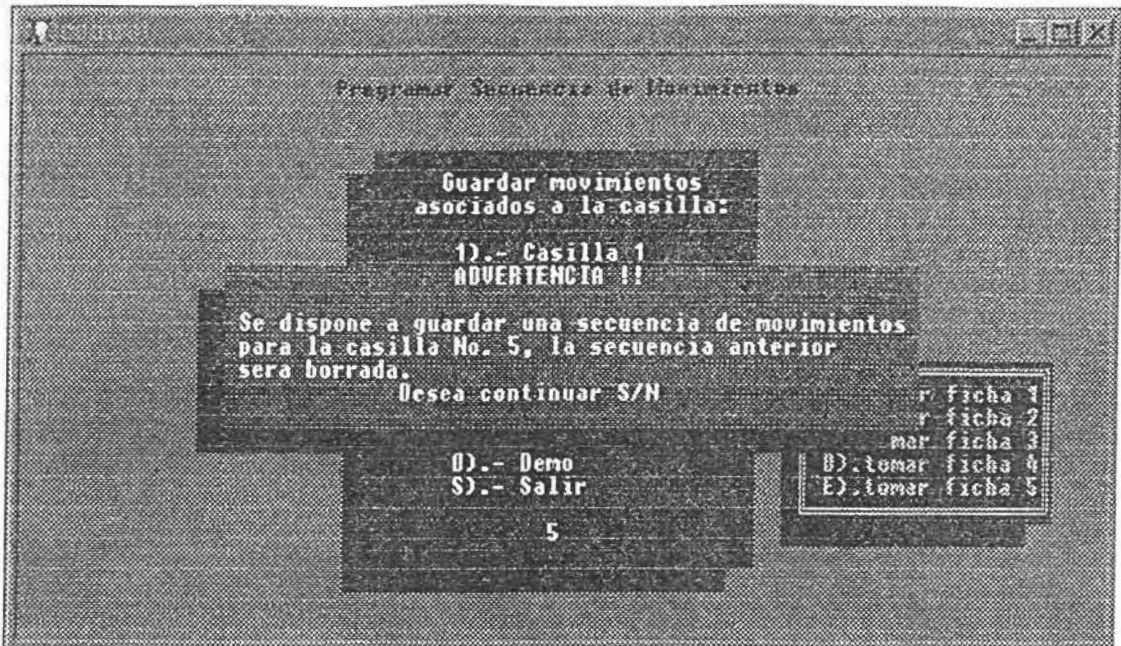 Programar Secuencia de Movimientos
Guardar movimientos
asociados a la casilla:
1).- Casilla 1
ADVERTENCIA !!
Se dispone a guardar una secuencia de movimientos
para la casilla No. 5, la secuencia anterior
sera borrada.
Desea continuar S/N
D).- Demo
S).- Salir
5
r ficha 1
r ficha 2
mar ficha 3
D).tomar ficha 4
E).tomar ficha 5